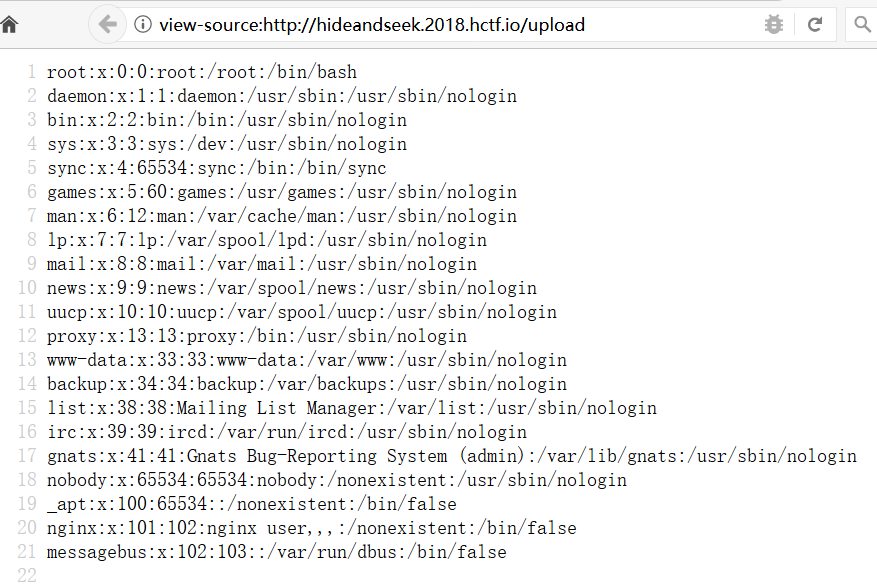 view-source:http://hideandseek.2018.hctf.io/upload
1 root:x:0:0:root:/root:/bin/bash
2 daemon:x:1:1:daemon:/usr/sbin:/usr/sbin/nologin
3 bin:x:2:2:bin:/bin:/usr/sbin/nologin
4 sys:x:3:3:sys:/dev:/usr/sbin/nologin
5 sync:x:4:65534:sync:/bin:/bin/sync
6 games:x:5:60:games:/usr/games:/usr/sbin/nologin
7 man:x:6:12:man:/var/cache/man:/usr/sbin/nologin
8 lp:x:7:7:lp:/var/spool/lpd:/usr/sbin/nologin
9 mail:x:8:8:mail:/var/mail:/usr/sbin/nologin
10 news:x:9:9:news:/var/spool/news:/usr/sbin/nologin
11 uucp:x:10:10:uucp:/var/spool/uucp:/usr/sbin/nologin
12 proxy:x:13:13:proxy:/bin:/usr/sbin/nologin
13 www-data:x:33:33:www-data:/var/www:/usr/sbin/nologin
14 backup:x:34:34:backup:/var/backups:/usr/sbin/nologin
15 list:x:38:38:Mailing List Manager:/var/list:/usr/sbin/nologin
16 irc:x:39:39:ircd:/var/run/ircd:/usr/sbin/nologin
17 gnats:x:41:41:Gnats Bug-Reporting System (admin):/var/lib/gnats:/usr/sbin/nologin
18 nobody:x:65534:65534:nobody:/nonexistent:/usr/sbin/nologin
19 _apt:x:100:65534::/nonexistent:/bin/false
20 nginx:x:101:102:nginx user,,,:/nonexistent:/bin/false
21 messagebus:x:102:103::/var/run/dbus:/bin/false
22